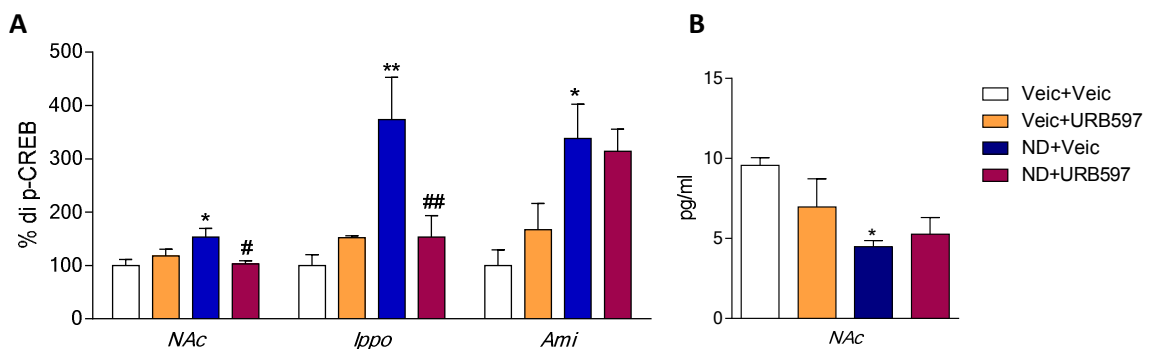 A
% di p-CREB
500
400
300
200
100
0
*
#
**
##
*
NAc
Ippo
Ami
B
pg/ml
15
10
5
0
*
NAc
Veic+Veic
Veic+URB597
ND+Veic
ND+URB597